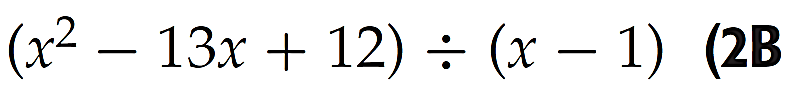 (x² − 13x + 12) ÷ (x − 1) (2B